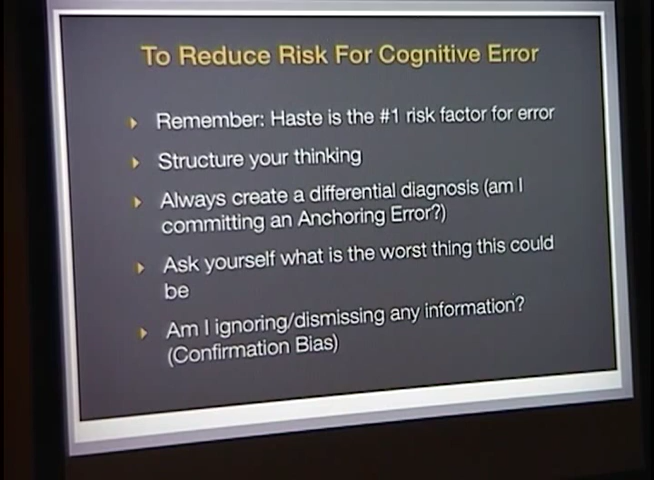 To Reduce Risk For Cognitive Error
Remember: Haste is the #1 risk factor for error
Structure your thinking
Always create a differential diagnosis (am I
committing an Anchoring Error?)
Ask yourself what is the worst thing this could
be
Am I ignoring/dismissing any information?
(Confirmation Bias)